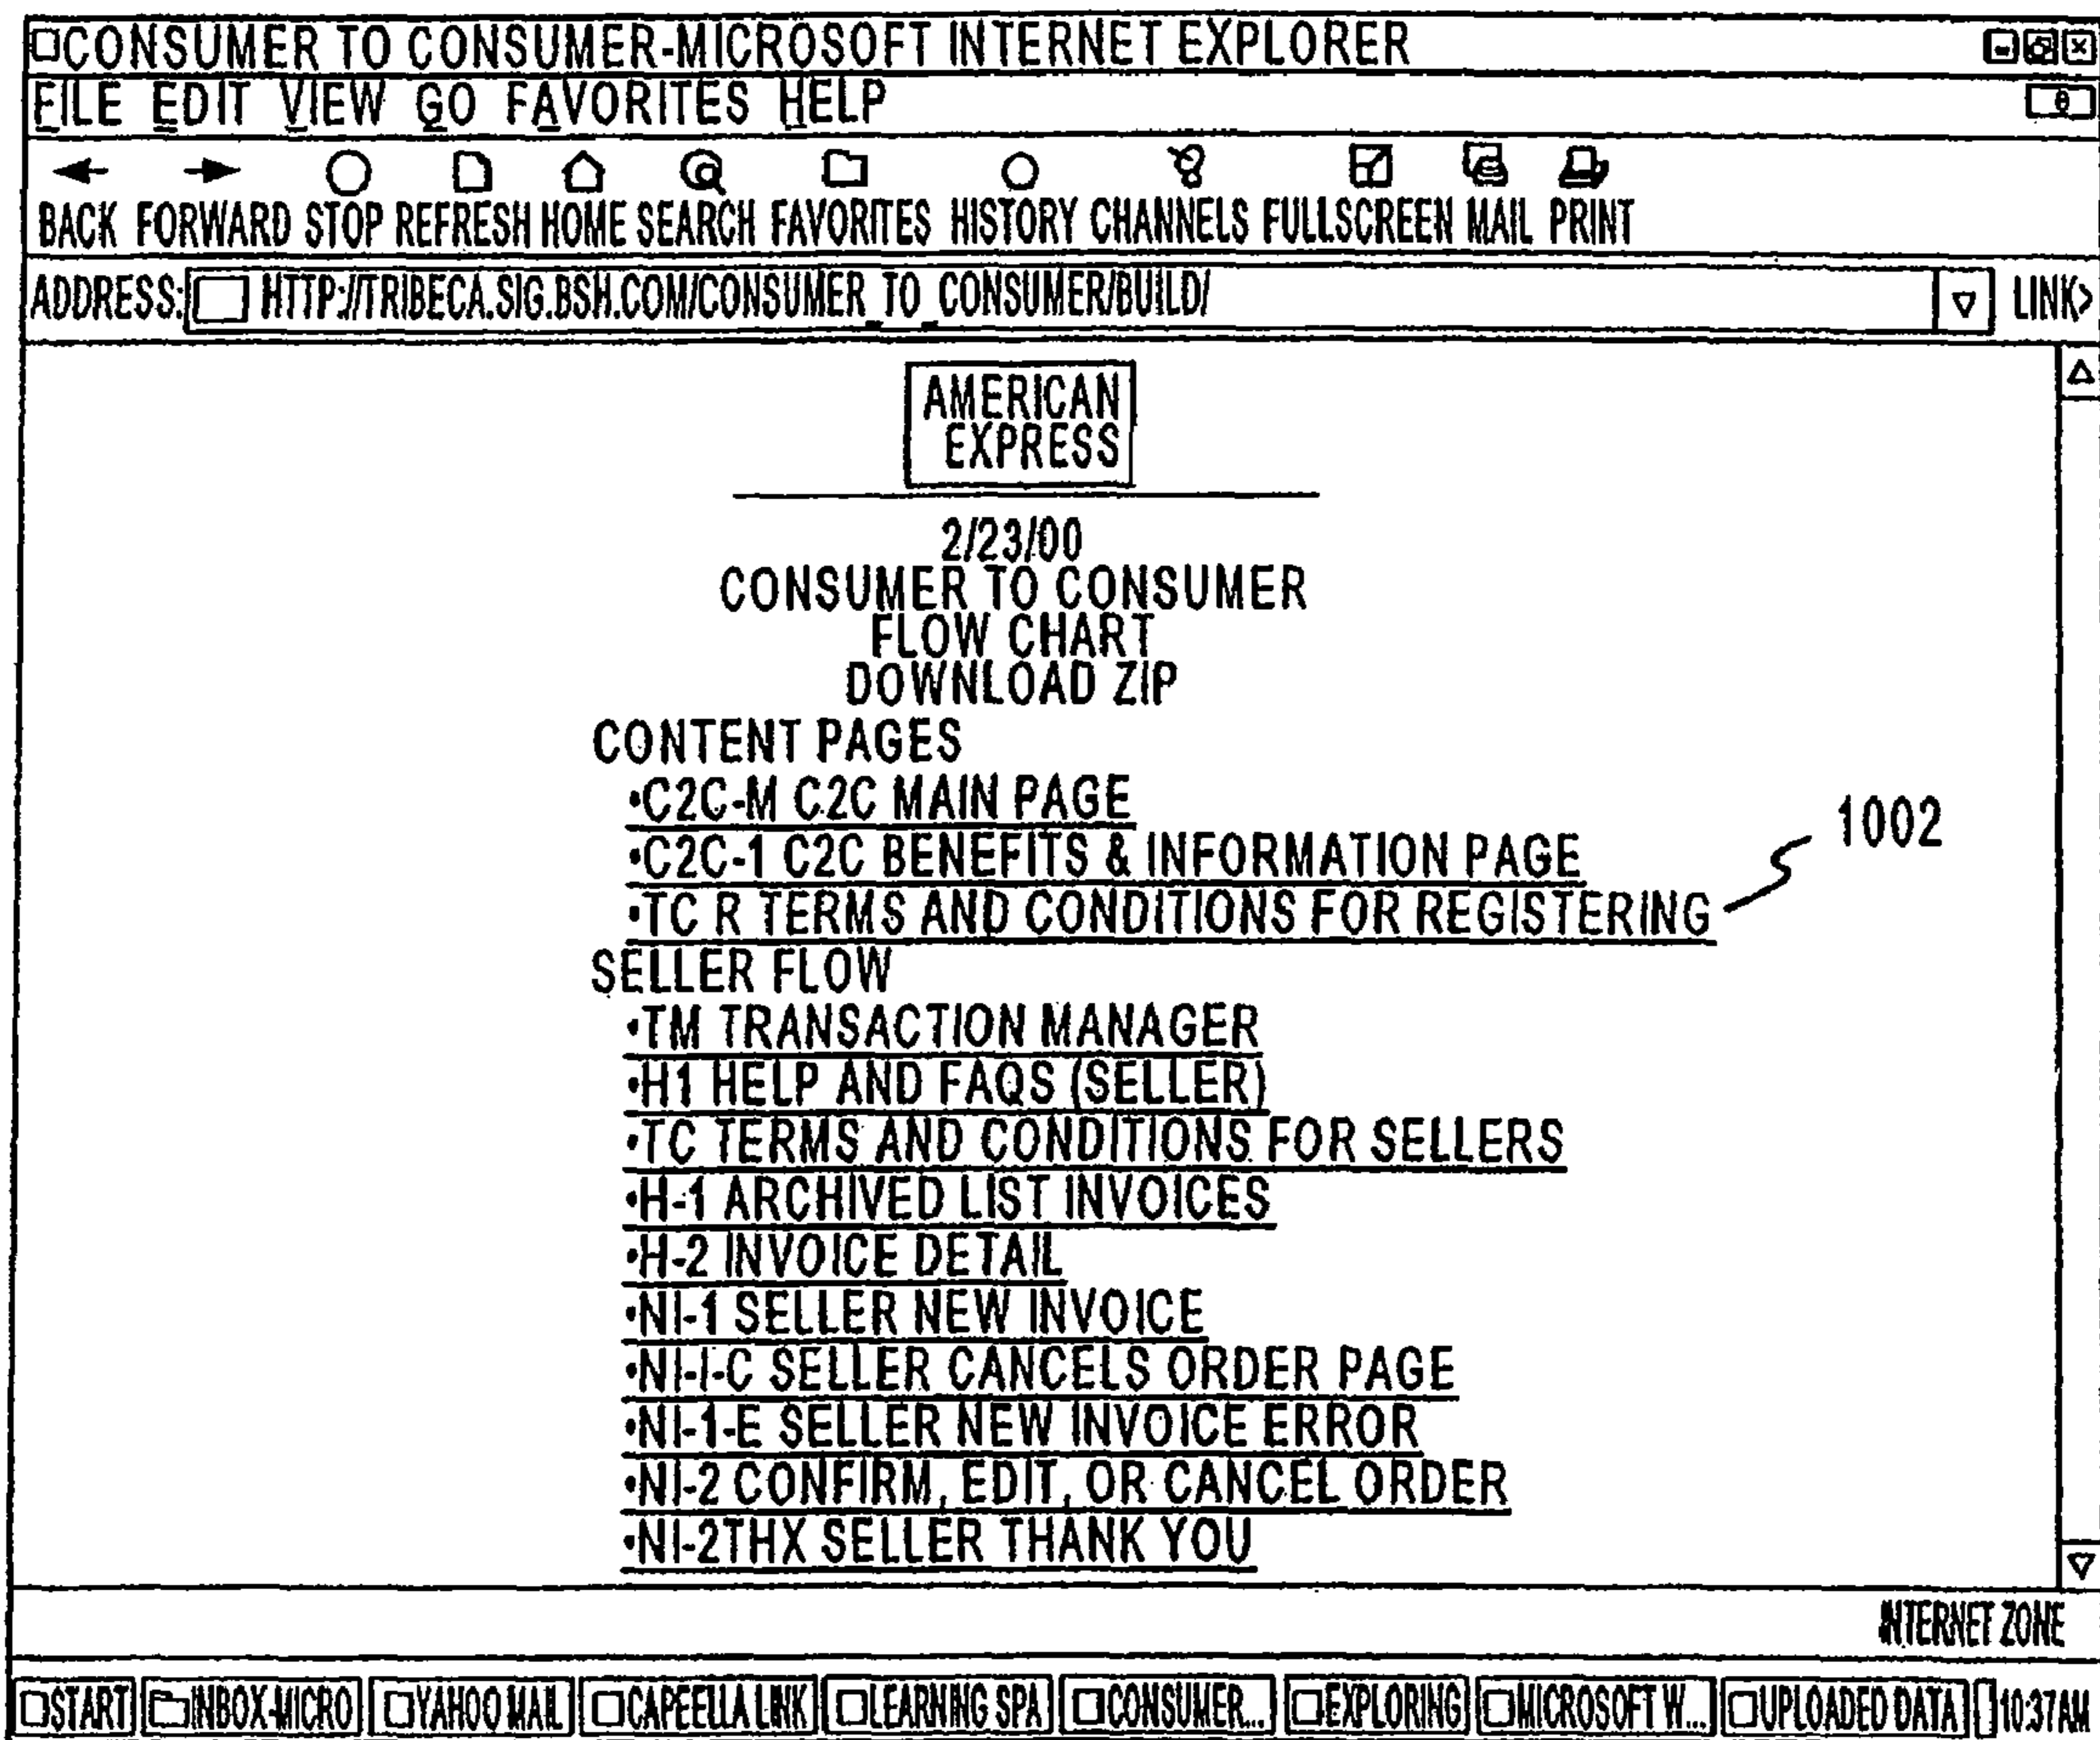 CONSUMER TO CONSUMER-MICROSOFT INTERNET EXPLORER
FILE EDIT VIEW GO FAVORITES HELP
BACK FORWARD STOP REFRESH HOME SEARCH FAVORITES HISTORY CHANNELS FULLSCREEN MAIL PRINT
ADDRESS: HTTP://TRIBECA.SIG.BSH.COM/CONSUMER_TO_CONSUMER/BUILD/ LINK>
AMERICAN
EXPRESS
2/23/00
CONSUMER TO CONSUMER
FLOW CHART
DOWNLOAD ZIP
CONTENT PAGES
•C2C-M C2C MAIN PAGE
•C2C-1 C2C BENEFITS & INFORMATION PAGE
1002
•TC R TERMS AND CONDITIONS FOR REGISTERING
SELLER FLOW
•TM TRANSACTION MANAGER
•H1 HELP AND FAQS (SELLER)
•TC TERMS AND CONDITIONS FOR SELLERS
•H-1 ARCHIVED LIST INVOICES
•H-2 INVOICE DETAIL
•NI-1 SELLER NEW INVOICE
•NI-I-C SELLER CANCELS ORDER PAGE
•NI-1-E SELLER NEW INVOICE ERROR
•NI-2 CONFIRM, EDIT, OR CANCEL ORDER
•NI-2THX SELLER THANK YOU
INTERNET ZONE
START INBOX-MICRO YAHOO MAIL CAPEELLA LINK LEARNING SPA CONSUMER... EXPLORING MICROSOFT W... UPLOADED DATA 10:37AM